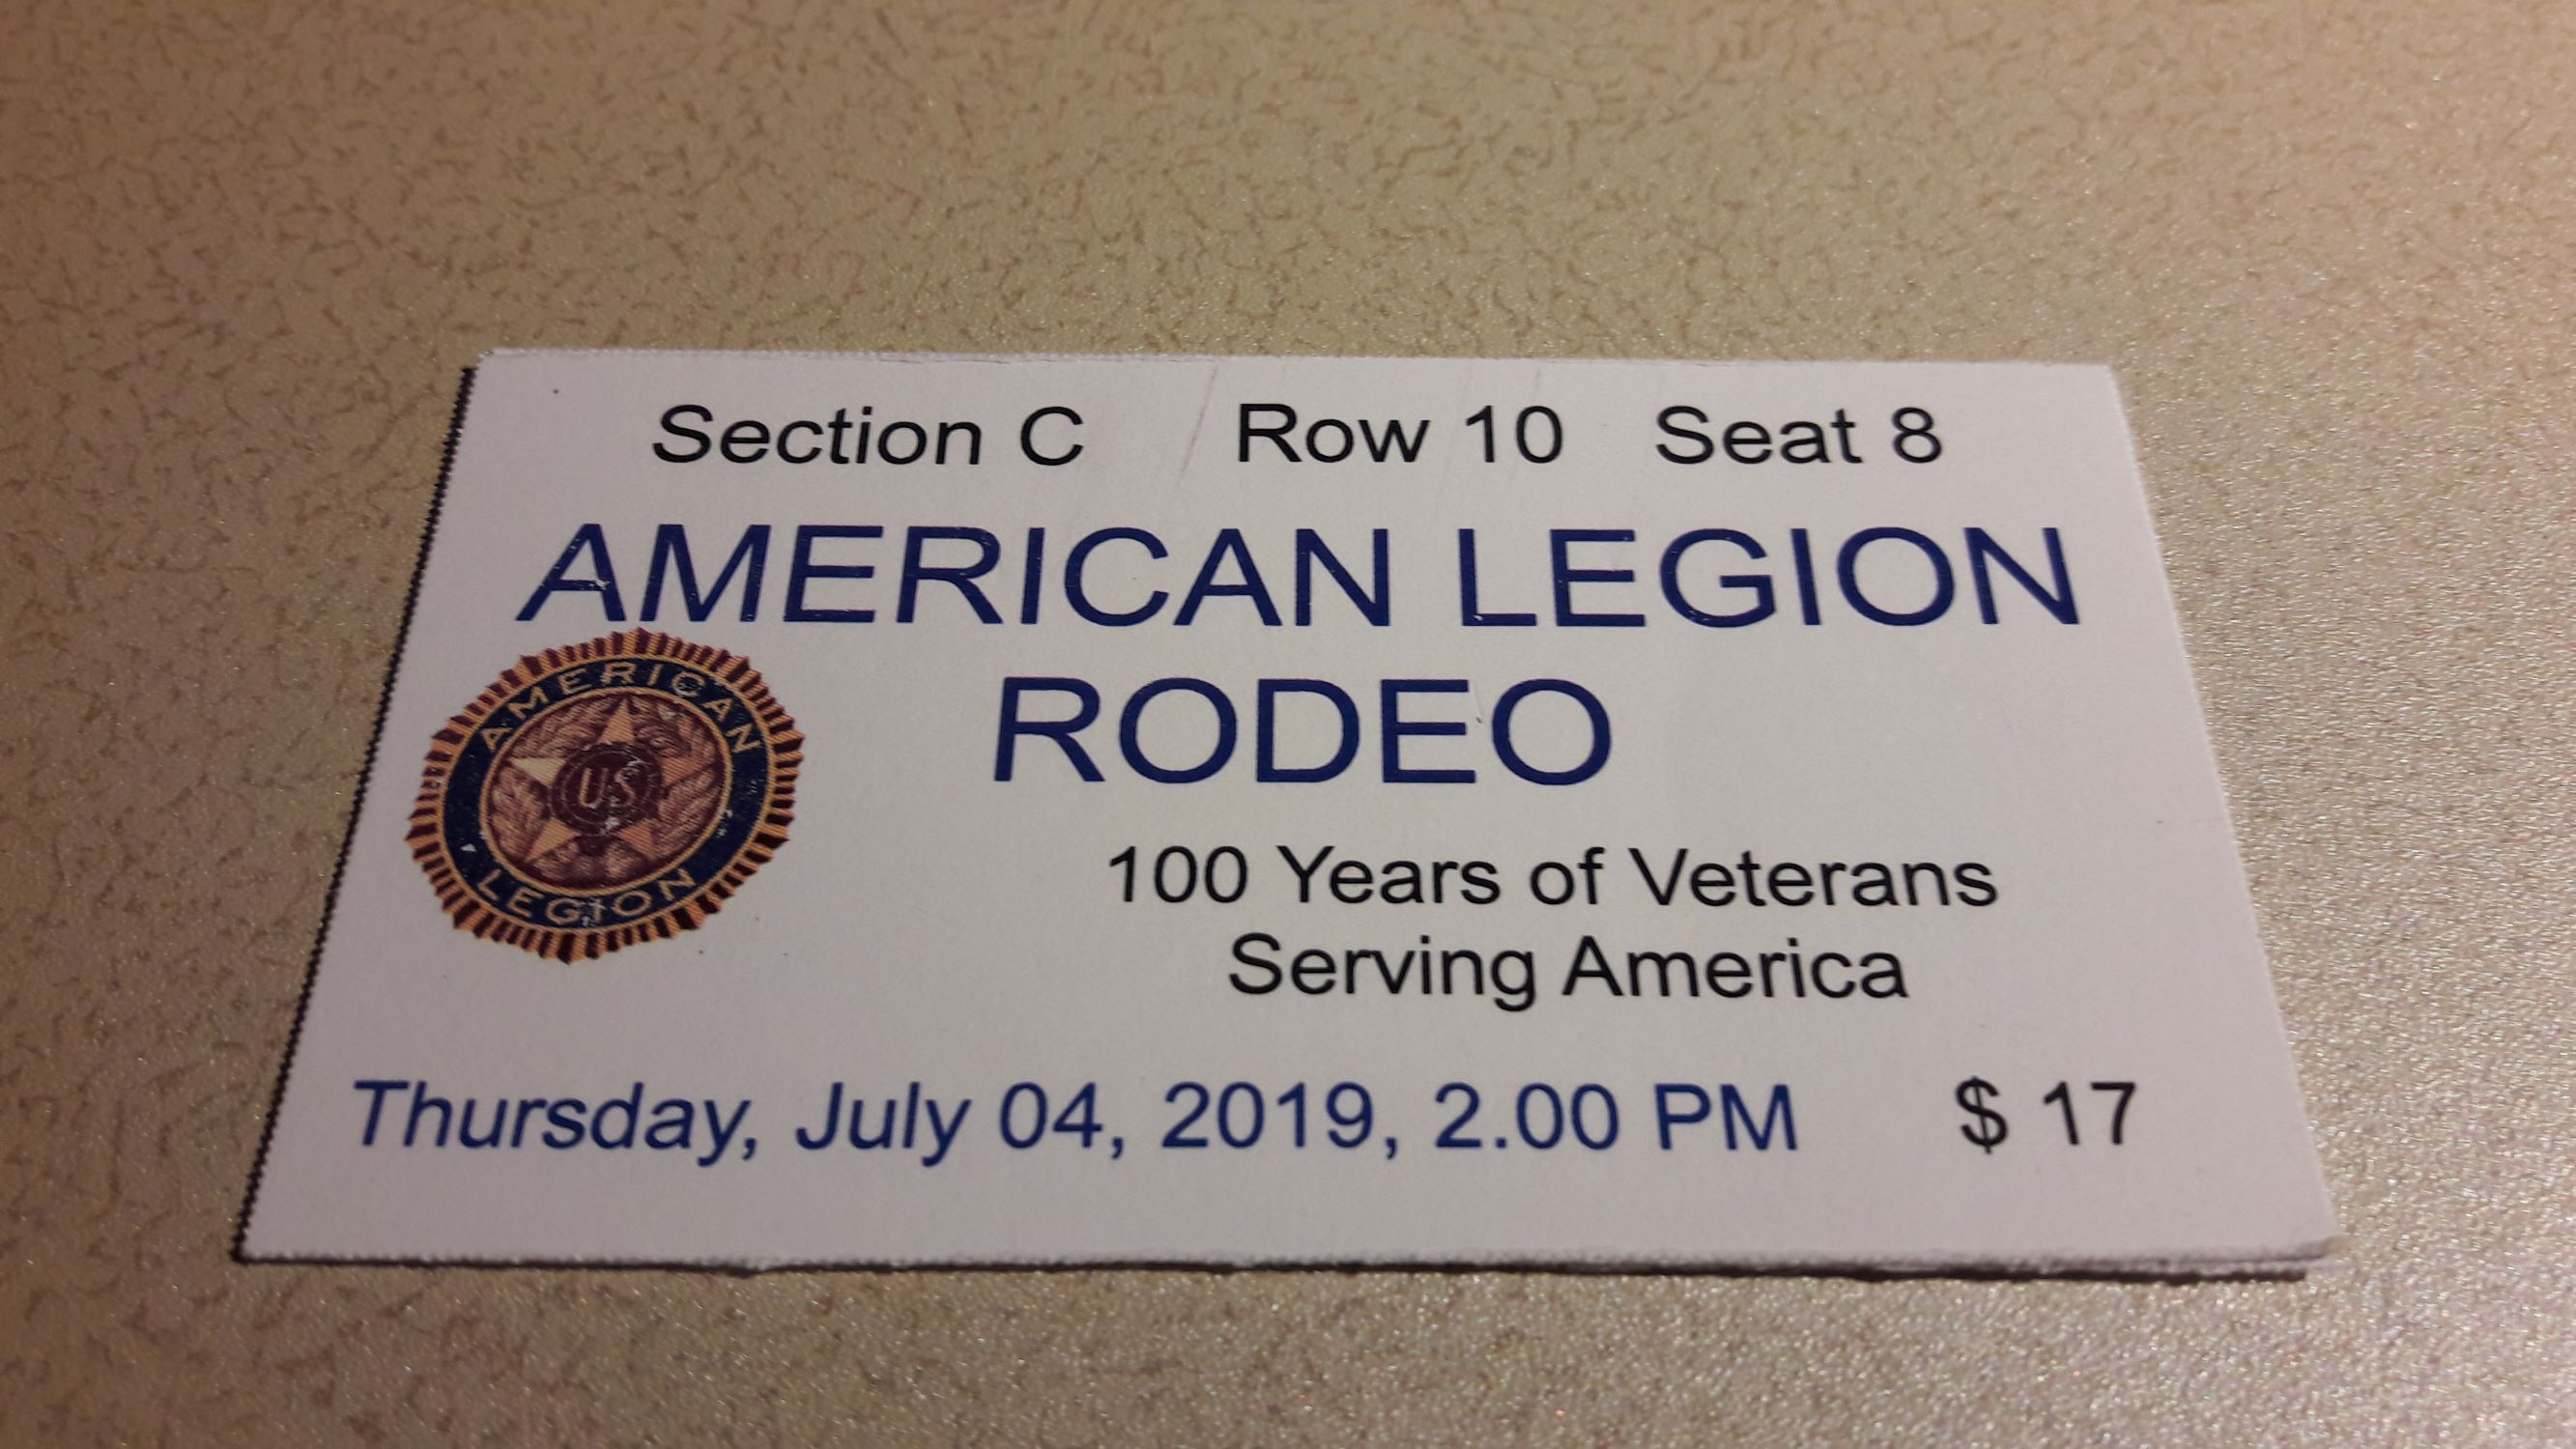 Section C Row 10 Seat 8
AMERICAN LEGION
RODEO
AMERICAN
US
LEGION
100 Years of Veterans
Serving America
Thursday, July 04, 2019, 2.00 PM $ 17